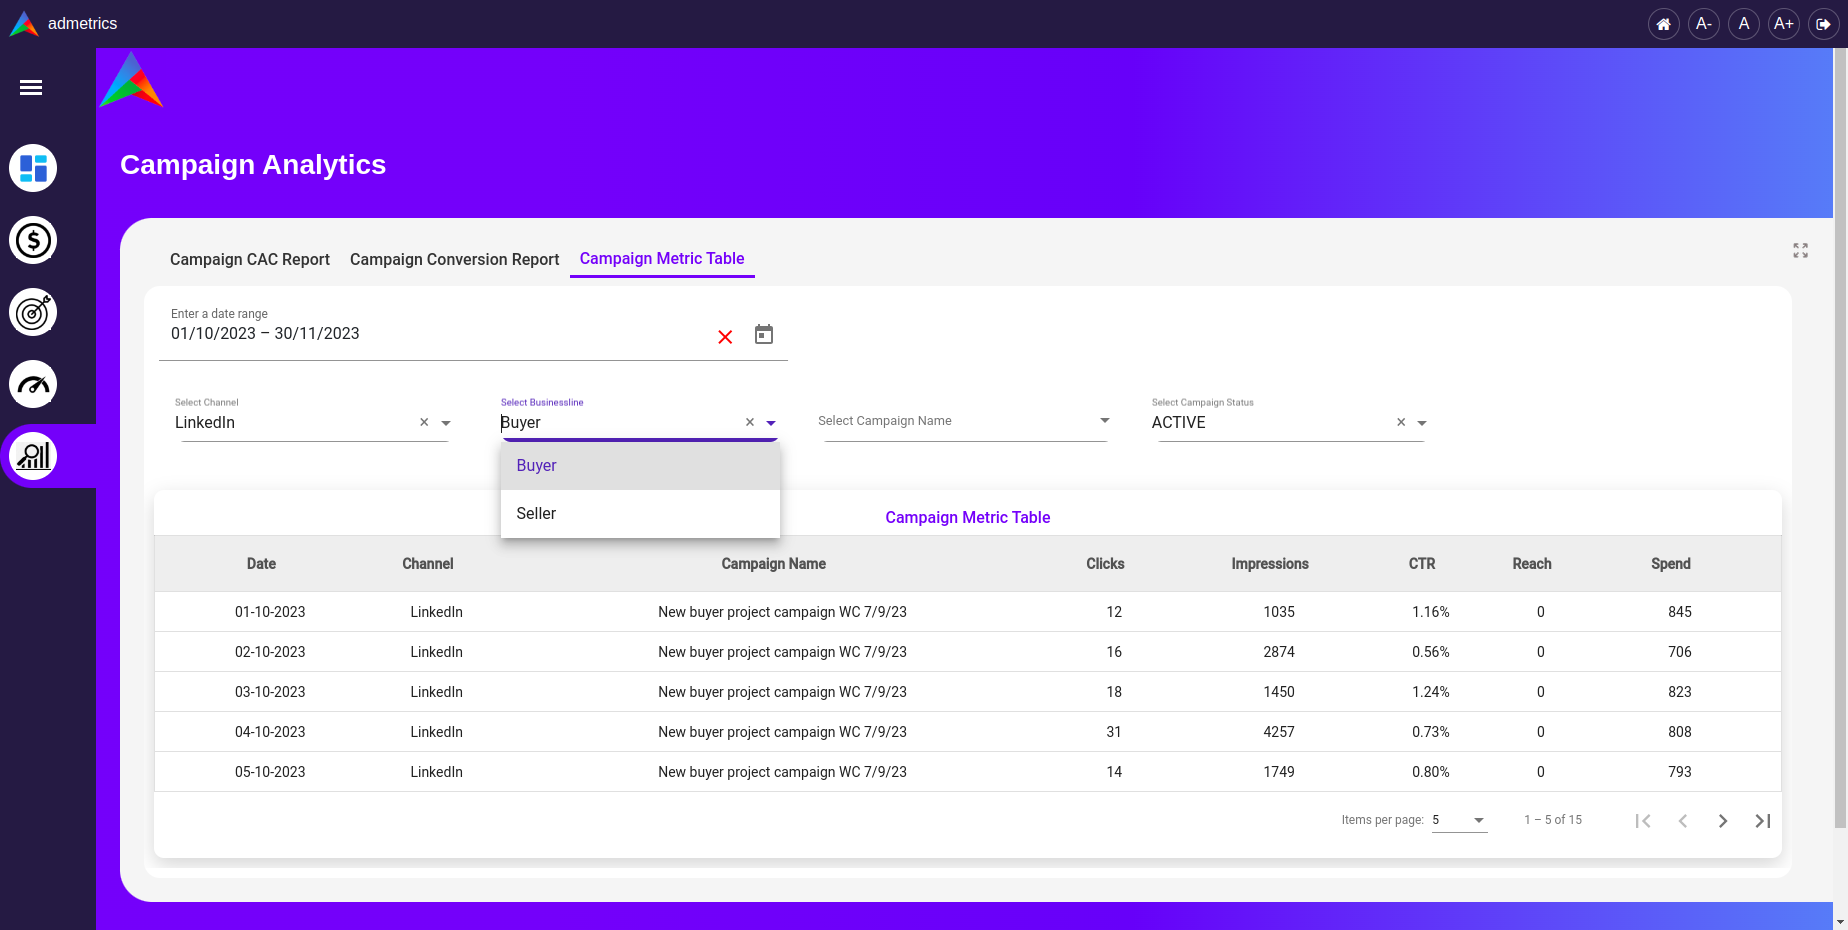 admetrics
A-
A
A+
Campaign Analytics
Campaign CAC Report Campaign Conversion Report Campaign Metric Table
Enter a date range
01/10/2023 – 30/11/2023
Select Channel Select Businessline Select Campaign Status
LinkedIn × Buyer × Select Campaign Name ACTIVE ×
Buyer
Seller
Campaign Metric Table
Date Channel Campaign Name Clicks Impressions CTR Reach Spend
01-10-2023 LinkedIn New buyer project campaign WC 7/9/23 12 1035 1.16% 0 845
02-10-2023 LinkedIn New buyer project campaign WC 7/9/23 16 2874 0.56% 0 706
03-10-2023 LinkedIn New buyer project campaign WC 7/9/23 18 1450 1.24% 0 823
04-10-2023 LinkedIn New buyer project campaign WC 7/9/23 31 4257 0.73% 0 808
05-10-2023 LinkedIn New buyer project campaign WC 7/9/23 14 1749 0.80% 0 793
Items per page: 5 1 – 5 of 15